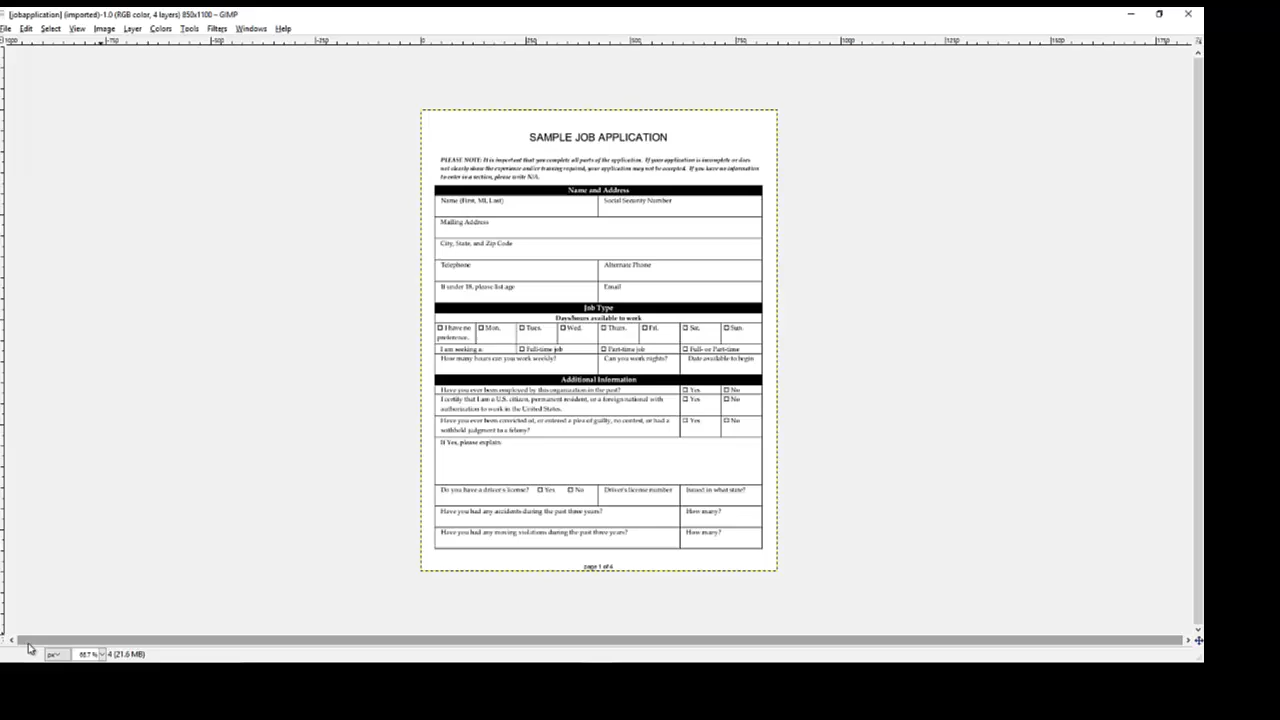 [jobapplication] (imported)-1.0 (RGB color, 4 layers) 850x1100 – GIMP
File Edit Select View Image Layer Colors Tools Filters Windows Help
SAMPLE JOB APPLICATION
PLEASE NOTE: It is important that you complete all parts of the application. If your application is incomplete or does
not clearly show the experience and/or training required, your application may not be accepted. If you have no information
to enter in a section, please write N/A.
Name and Address
Name (First, MI, Last) Social Security Number
Mailing Address
City, State, and Zip Code
Telephone Alternate Phone
If under 18, please list age Email
Job Type
Days/hours available to work
I have no preference. Mon. Tues. Wed. Thurs. Fri. Sat. Sun.
I am seeking a: Full-time job Part-time job Full- or Part-time
How many hours can you work weekly? Can you work nights? Date available to begin
Additional Information
Have you ever been employed by this organization in the past? Yes No
I certify that I am a U.S. citizen, permanent resident, or a foreign national with Yes No
authorization to work in the United States.
Have you ever been convicted of, or entered a plea of guilty, no contest, or had a Yes No
withheld judgment to a felony?
If Yes, please explain:
Do you have a driver's license? Yes No Driver's license number Issued in what state?
Have you had any accidents during the past three years? How many?
Have you had any moving violations during the past three years? How many?
page 1 of 4
px 66.7 % 4 (21.6 MB)